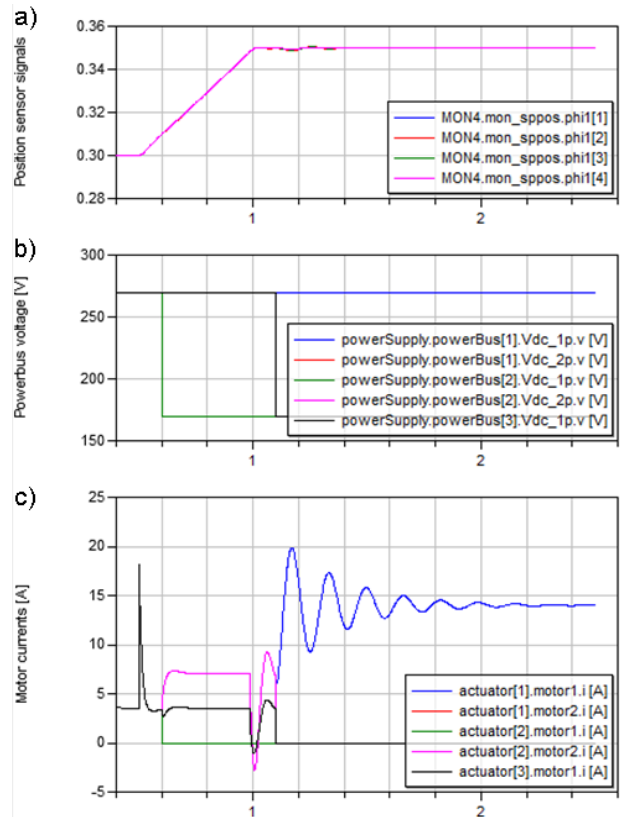 a)
Position sensor signals
0.36
0.34
0.32
0.30
0.28
MON4.mon_sppos.phi1[1]
MON4.mon_sppos.phi1[2]
MON4.mon_sppos.phi1[3]
MON4.mon_sppos.phi1[4]
1
2
b)
Powerbus voltage [V]
300
250
200
150
powerSupply.powerBus[1].Vdc_1p.v [V]
powerSupply.powerBus[1].Vdc_2p.v [V]
powerSupply.powerBus[2].Vdc_1p.v [V]
powerSupply.powerBus[2].Vdc_2p.v [V]
powerSupply.powerBus[3].Vdc_1p.v [V]
1
2
c)
Motor currents [A]
25
20
15
10
5
0
-5
actuator[1].motor1.i [A]
actuator[1].motor2.i [A]
actuator[2].motor1.i [A]
actuator[2].motor2.i [A]
actuator[3].motor1.i [A]
1
2